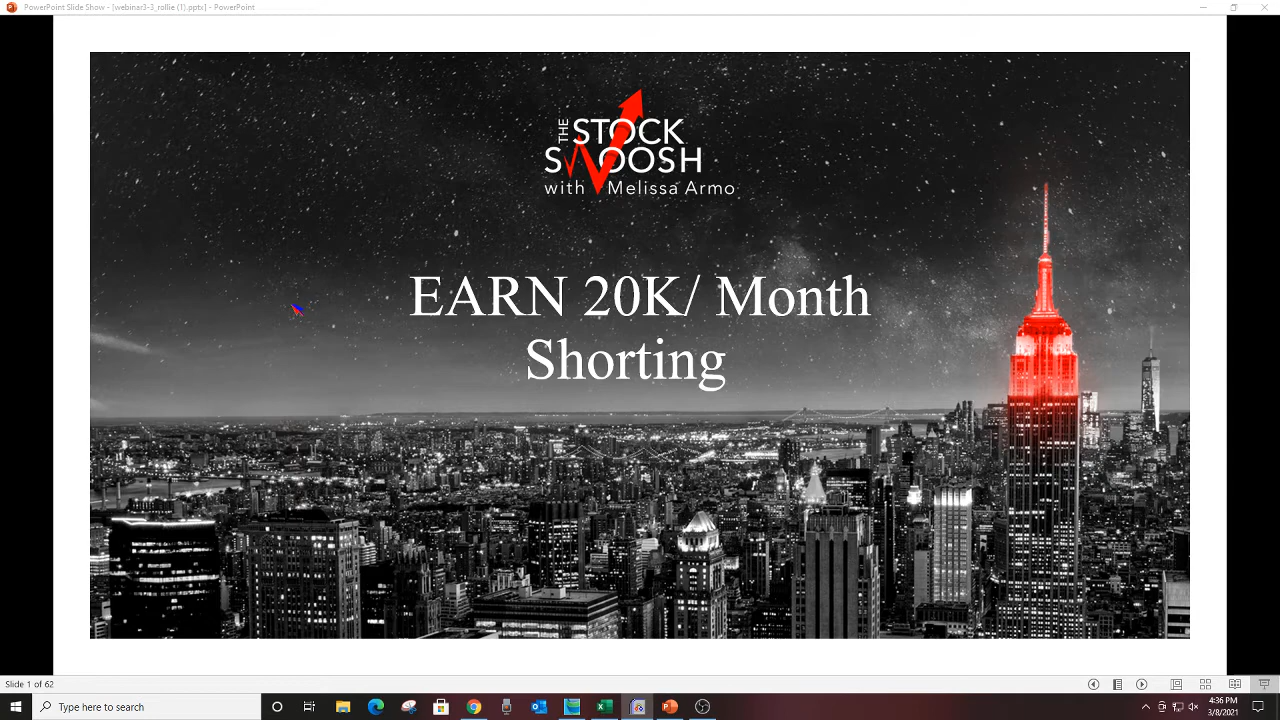 PowerPoint Slide Show - [webinar3-3_rollie (1).pptx] - PowerPoint
THE STOCK
SWOOSH
with Melissa Armo
EARN 20K/ Month
Shorting
Slide 1 of 62
Type here to search
4:36 PM
3/8/2021